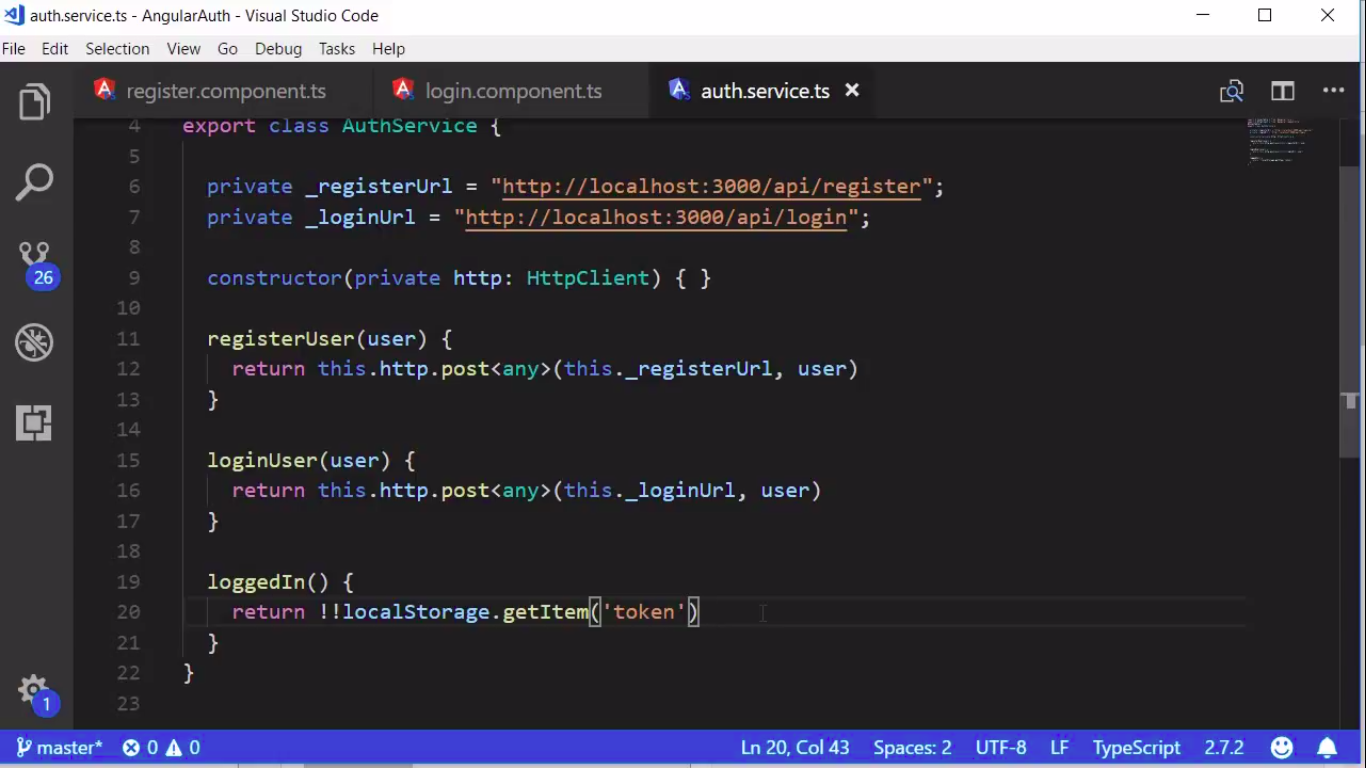 auth.service.ts - AngularAuth - Visual Studio Code
File Edit Selection View Go Debug Tasks Help
register.component.ts login.component.ts auth.service.ts
4 export class AuthService {
5
6 private _registerUrl = "http://localhost:3000/api/register";
7 private _loginUrl = "http://localhost:3000/api/login";
8
9 constructor(private http: HttpClient) { }
10
11 registerUser(user) {
12 return this.http.post<any>(this._registerUrl, user)
13 }
14
15 loginUser(user) {
16 return this.http.post<any>(this._loginUrl, user)
17 }
18
19 loggedIn() {
20 return !!localStorage.getItem('token')
21 }
22 }
23
26
1
master* 0 0 Ln 20, Col 43 Spaces: 2 UTF-8 LF TypeScript 2.7.2